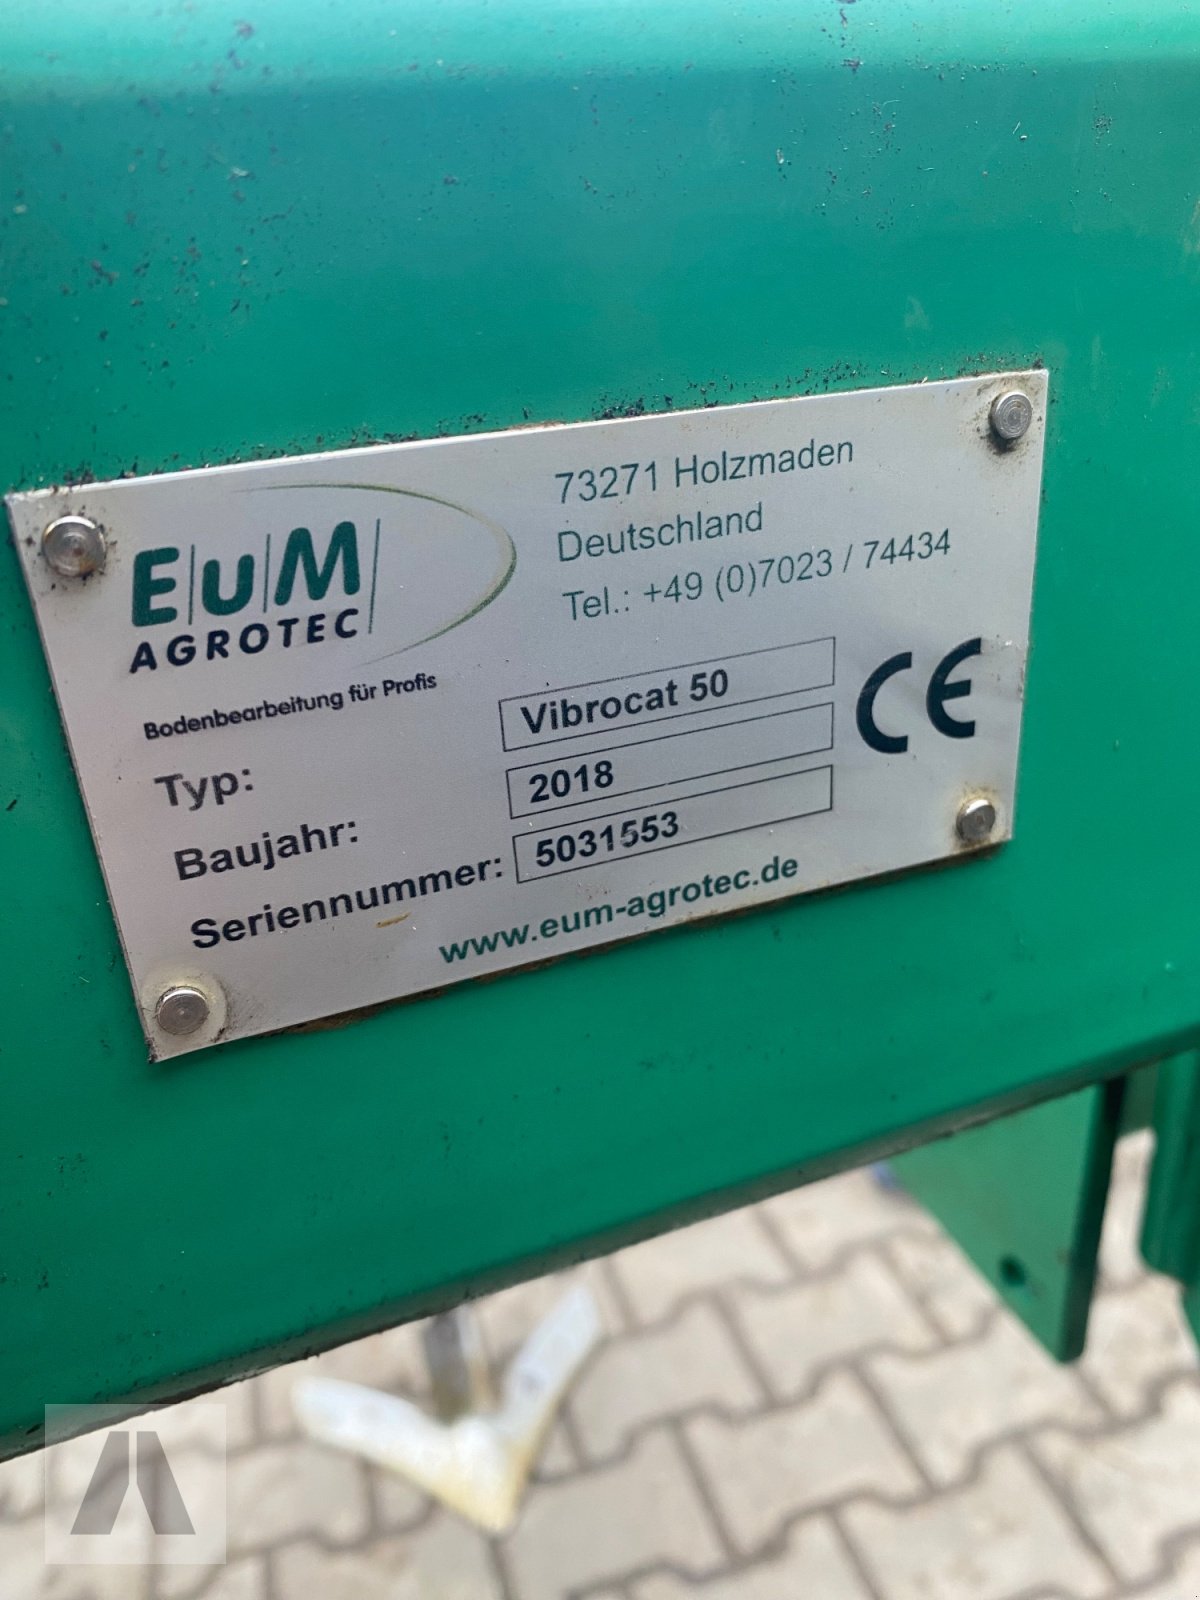 E|u|M|
AGROTEC
Bodenbearbeitung für Profis
73271 Holzmaden
Deutschland
Tel.: +49 (0)7023 / 74434
Typ: Vibrocat 50
Baujahr: 2018
Seriennummer: 5031553
CE
www.eum-agrotec.de